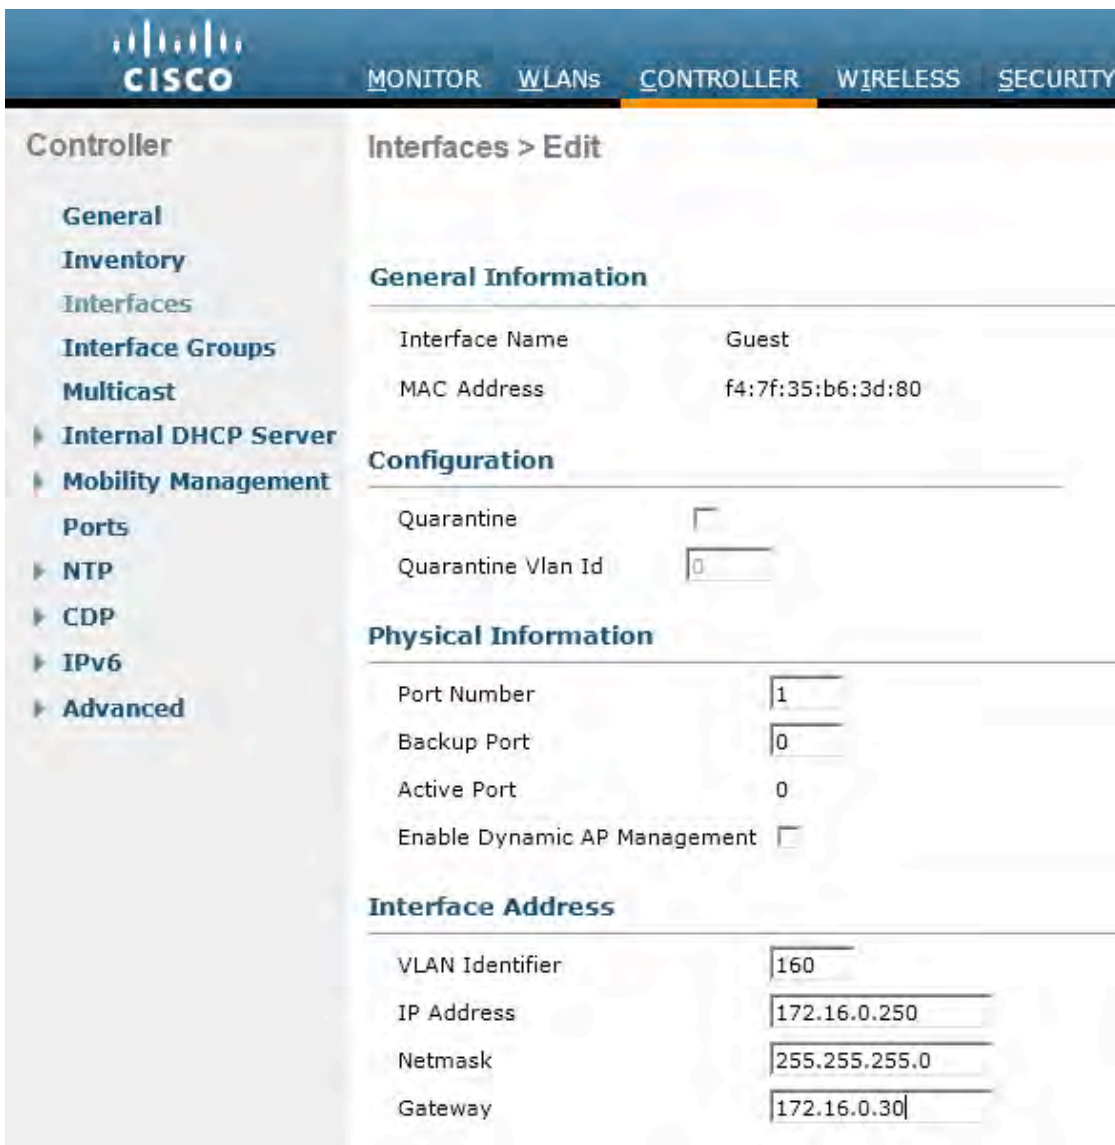 CISCO
MONITOR WLANs CONTROLLER WIRELESS SECURITY
Controller
General
Inventory
Interfaces
Interface Groups
Multicast
Internal DHCP Server
Mobility Management
Ports
NTP
CDP
IPv6
Advanced
Interfaces > Edit
General Information
Interface Name Guest
MAC Address f4:7f:35:b6:3d:80
Configuration
Quarantine
Quarantine Vlan Id 0
Physical Information
Port Number 1
Backup Port 0
Active Port 0
Enable Dynamic AP Management
Interface Address
VLAN Identifier 160
IP Address 172.16.0.250
Netmask 255.255.255.0
Gateway 172.16.0.30